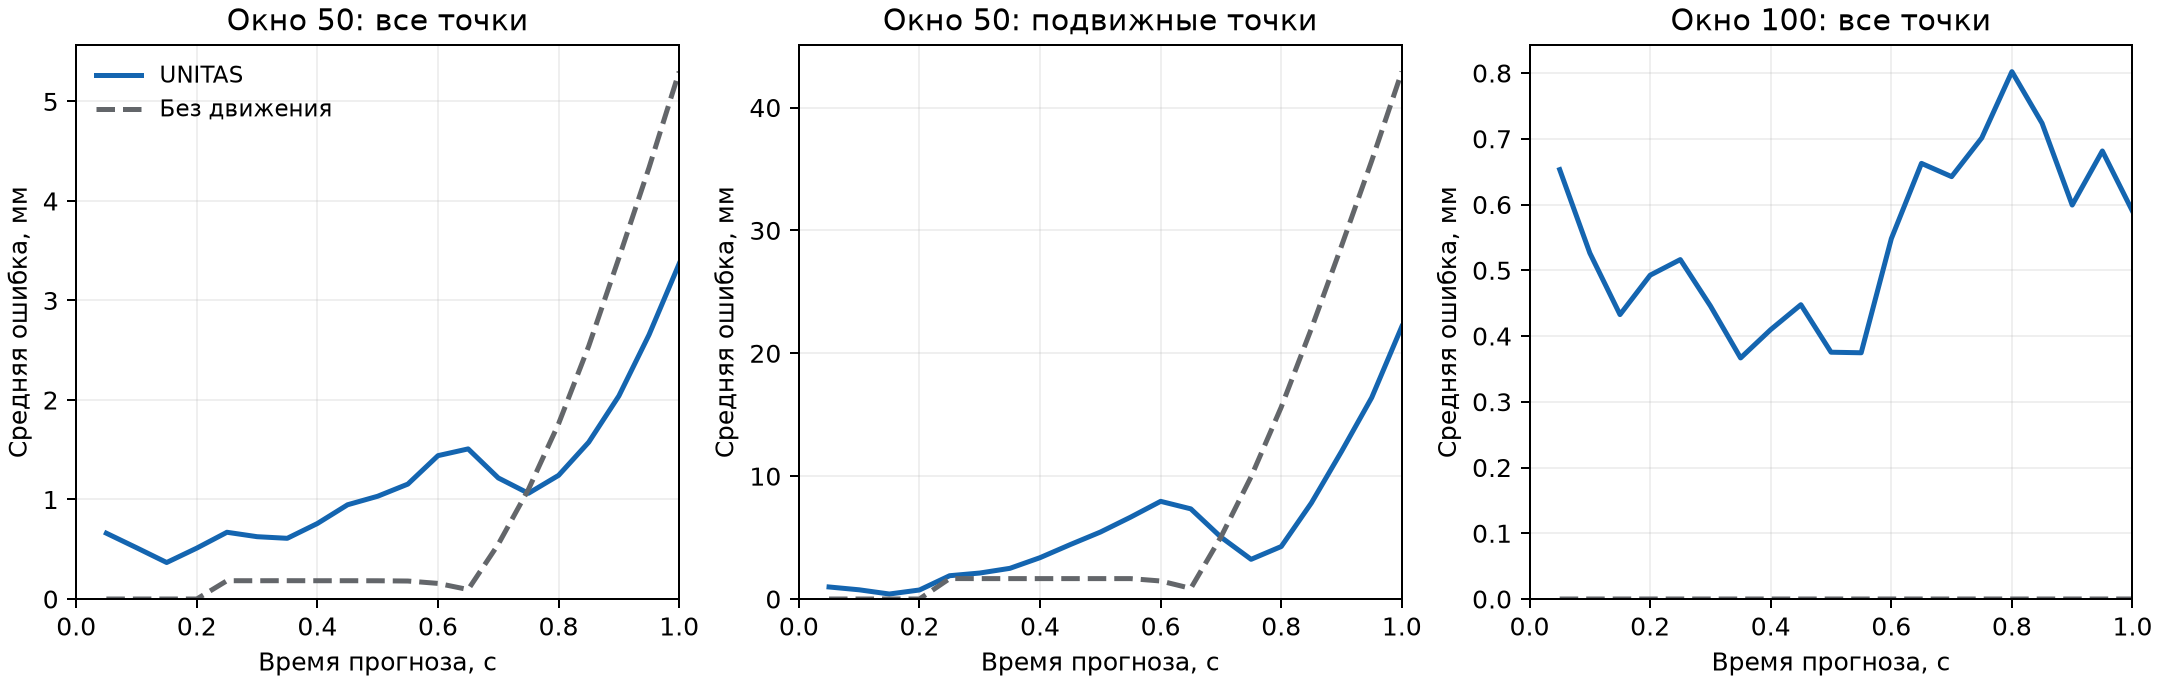 Окно 50: все точки
UNITAS
Без движения
5
4
3
2
1
0
0.0 0.2 0.4 0.6 0.8 1.0
Средняя ошибка, мм
Время прогноза, с
Окно 50: подвижные точки
40
30
20
10
0
0.0 0.2 0.4 0.6 0.8 1.0
Средняя ошибка, мм
Время прогноза, с
Окно 100: все точки
0.8
0.7
0.6
0.5
0.4
0.3
0.2
0.1
0.0
0.0 0.2 0.4 0.6 0.8 1.0
Средняя ошибка, мм
Время прогноза, с